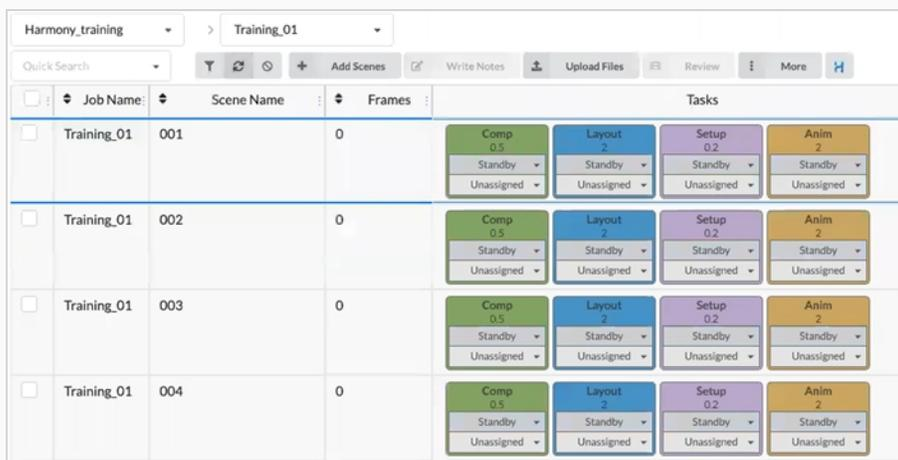 Harmony_training > Training_01
Quick Search Add Scenes Write Notes Upload Files Review More
Job Name Scene Name Frames Tasks
Training_01 001 0
Comp Layout Setup Anim
0.5 2 0.2 2
Standby Standby Standby Standby
Unassigned Unassigned Unassigned Unassigned
Training_01 002 0
Comp Layout Setup Anim
0.5 2 0.2 2
Standby Standby Standby Standby
Unassigned Unassigned Unassigned Unassigned
Training_01 003 0
Comp Layout Setup Anim
0.5 2 0.2 2
Standby Standby Standby Standby
Unassigned Unassigned Unassigned Unassigned
Training_01 004 0
Comp Layout Setup Anim
0.5 2 0.2 2
Standby Standby Standby Standby
Unassigned Unassigned Unassigned Unassigned